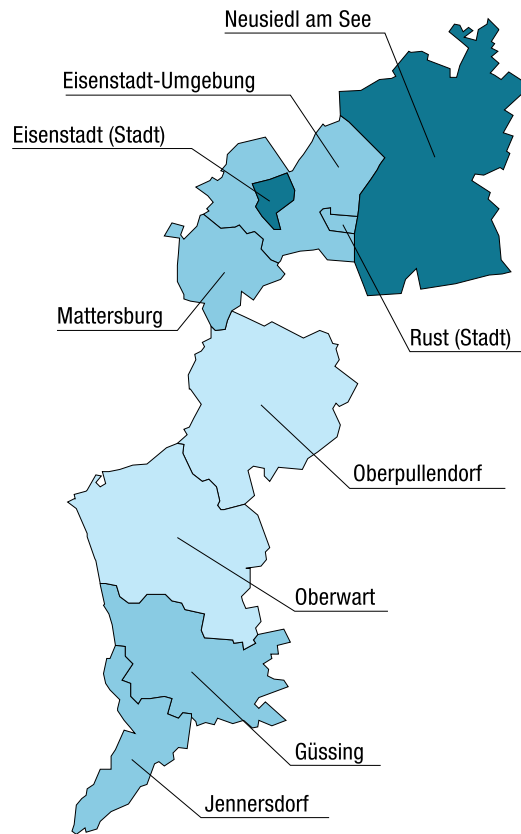 Neusiedl am See
Eisenstadt-Umgebung
Eisenstadt (Stadt)
Mattersburg
Rust (Stadt)
Oberpullendorf
Oberwart
Güssing
Jennersdorf